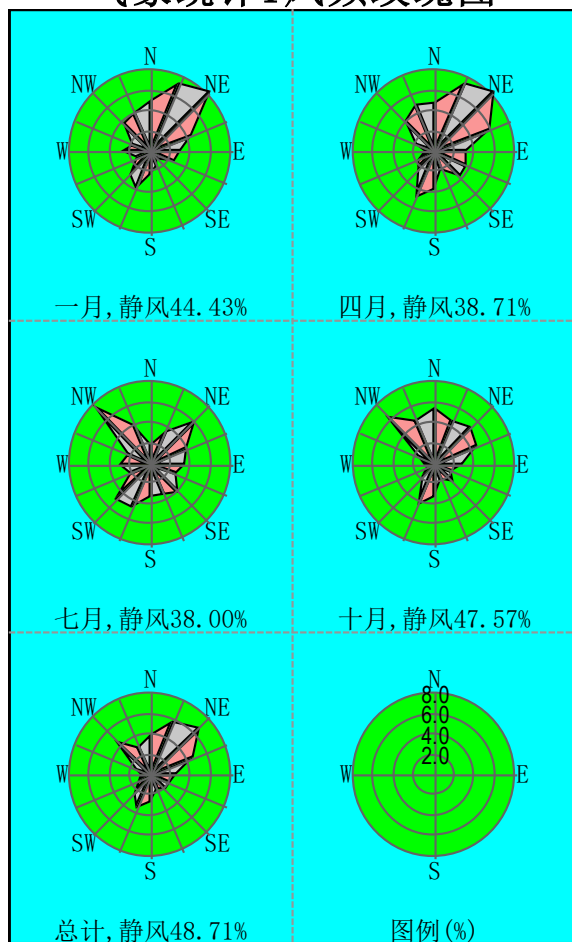 N
NW NE
W E
SW SE
S
一月,静风44.43%
N
NW NE
W E
SW SE
S
四月,静风38.71%
N
NW NE
W E
SW SE
S
七月,静风38.00%
N
NW NE
W E
SW SE
S
十月,静风47.57%
N
NW NE
W E
SW SE
S
总计,静风48.71%
N
8.0
6.0
4.0
2.0
W E
S
图例(%)